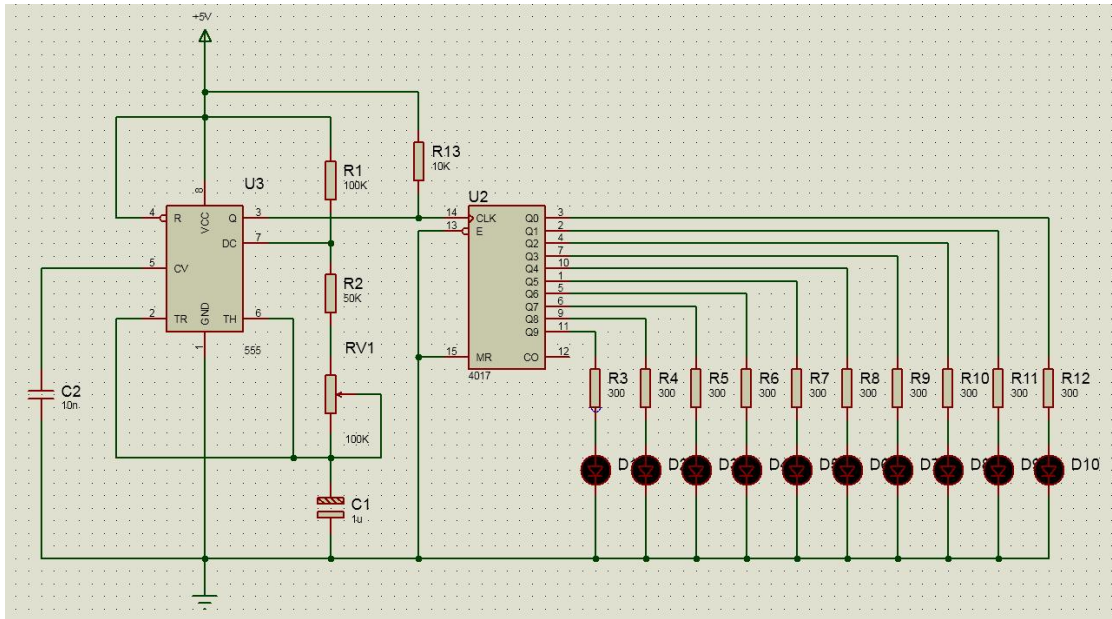 +5V
R13
10K
R1
100K
U3
U2
8
4
R
VCC
Q
3
14
CLK
Q0
3
13
E
Q1
2
DC
7
Q2
4
Q3
7
5
CV
Q4
10
R2
50K
Q5
1
Q6
5
Q7
6
2
TR
GND
TH
6
Q8
9
Q9
11
1
555
RV1
15
MR
CO
12
4017
C2
10n
100K
R3
300
R4
300
R5
300
R6
300
R7
300
R8
300
R9
300
R10
300
R11
300
R12
300
D10
C1
1u